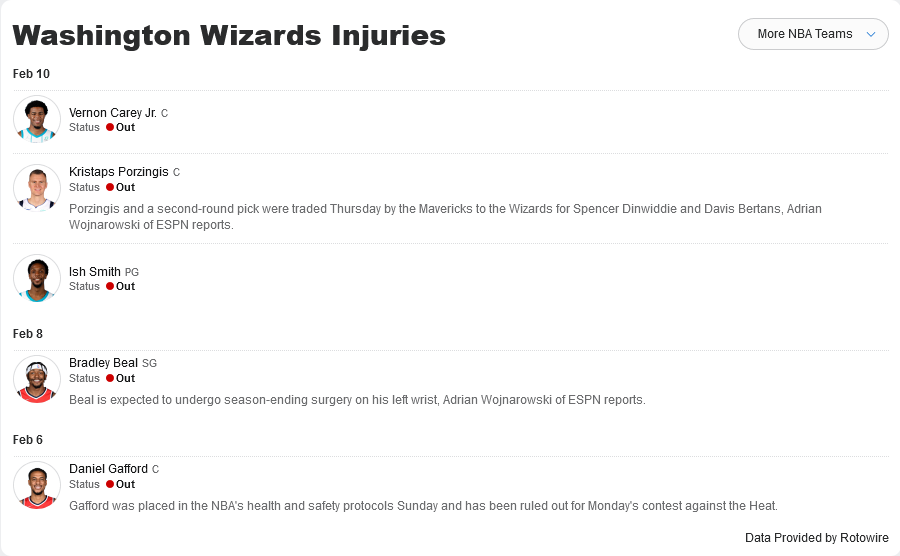 Washington Wizards Injuries
More NBA Teams
Feb 10
Vernon Carey Jr. C
Status Out
Kristaps Porzingis C
Status Out
Porzingis and a second-round pick were traded Thursday by the Mavericks to the Wizards for Spencer Dinwiddie and Davis Bertans, Adrian
Wojnarowski of ESPN reports.
Ish Smith PG
Status Out
Feb 8
Bradley Beal SG
Status Out
Beal is expected to undergo season-ending surgery on his left wrist, Adrian Wojnarowski of ESPN reports.
Feb 6
Daniel Gafford C
Status Out
Gafford was placed in the NBA's health and safety protocols Sunday and has been ruled out for Monday's contest against the Heat.
Data Provided by Rotowire